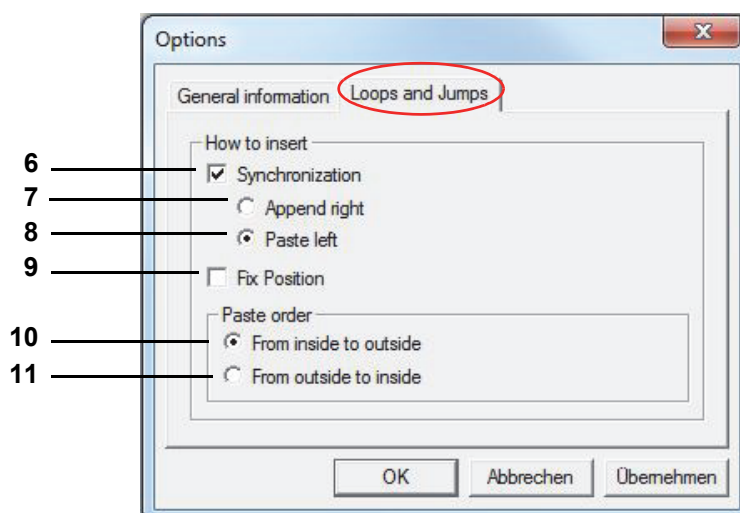 Options
General information Loops and Jumps
How to insert
6 Synchronization
7 Append right
8 Paste left
9 Fix Position
Paste order
10 From inside to outside
11 From outside to inside
OK Abbrechen Übernehmen